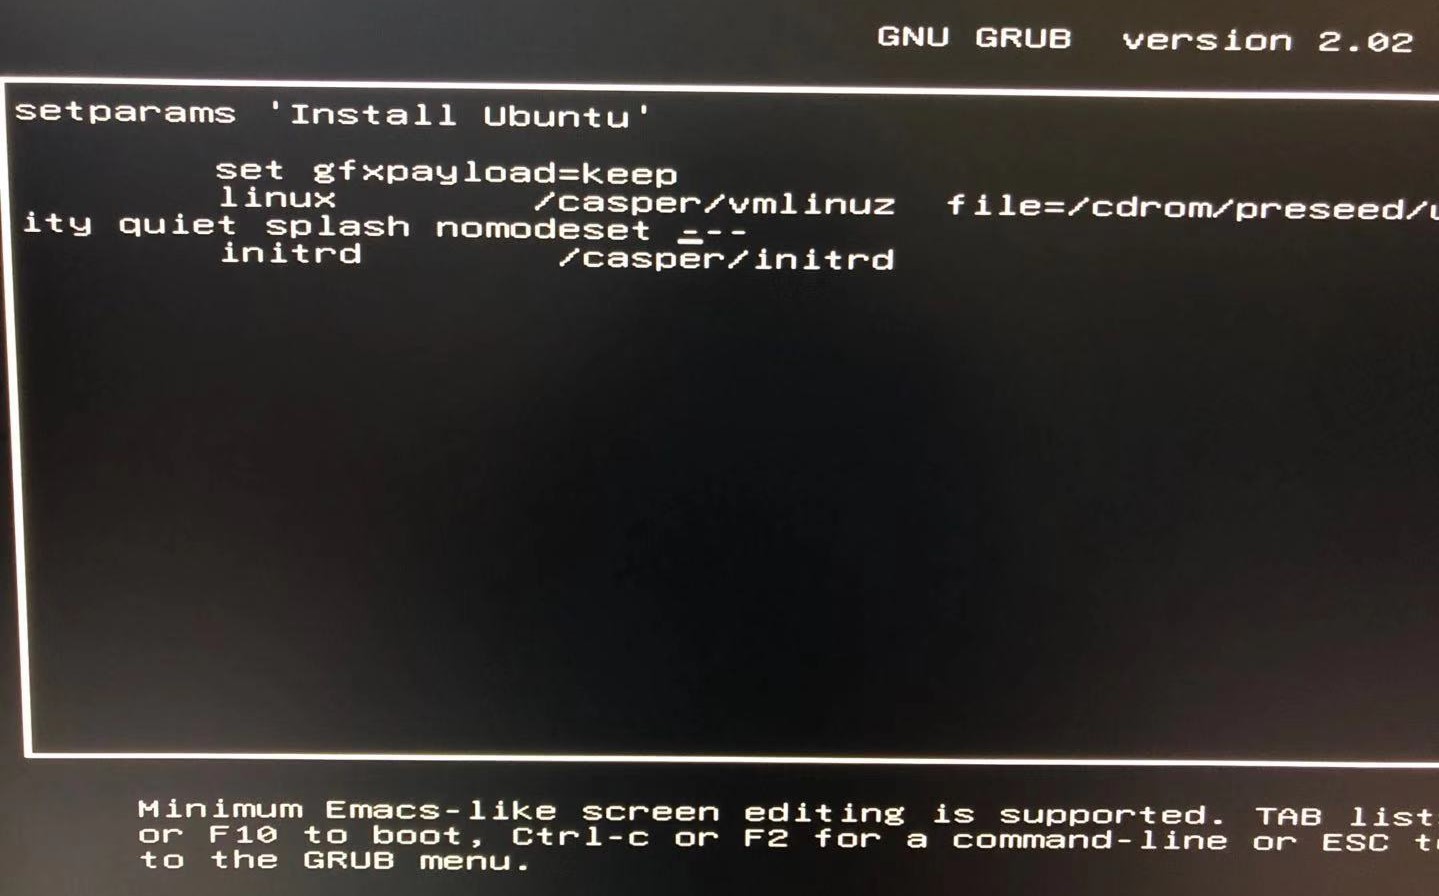 GNU GRUB version 2.02
setparams 'Install Ubuntu'
set gfxpayload=keep
linux /casper/vmlinuz file=/cdrom/preseed/u
ity quiet splash nomodeset ---
initrd /casper/initrd
Minimum Emacs-like screen editing is supported. TAB list
or F10 to boot, Ctrl-c or F2 for a command-line or ESC t
to the GRUB menu.